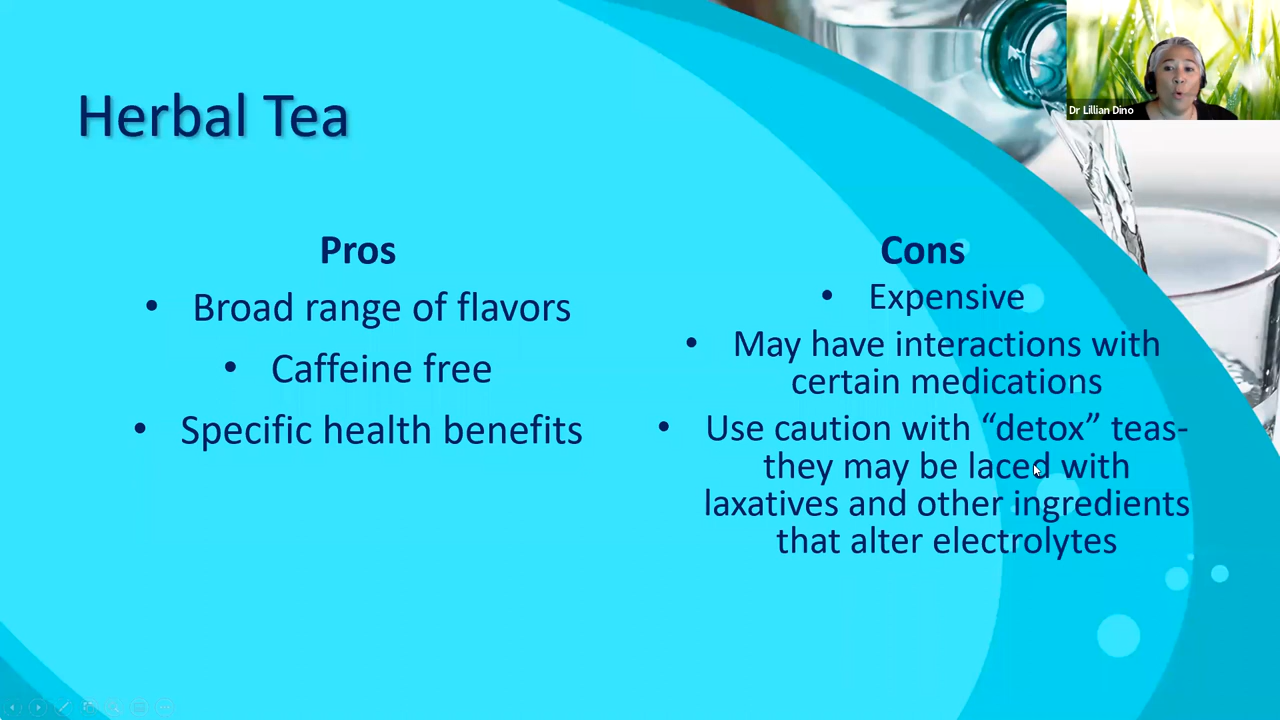 Dr Lillian Dino
Herbal Tea
Pros
• Broad range of flavors
• Caffeine free
• Specific health benefits
Cons
• Expensive
• May have interactions with
certain medications
• Use caution with “detox” teas-
they may be laced with
laxatives and other ingredients
that alter electrolytes